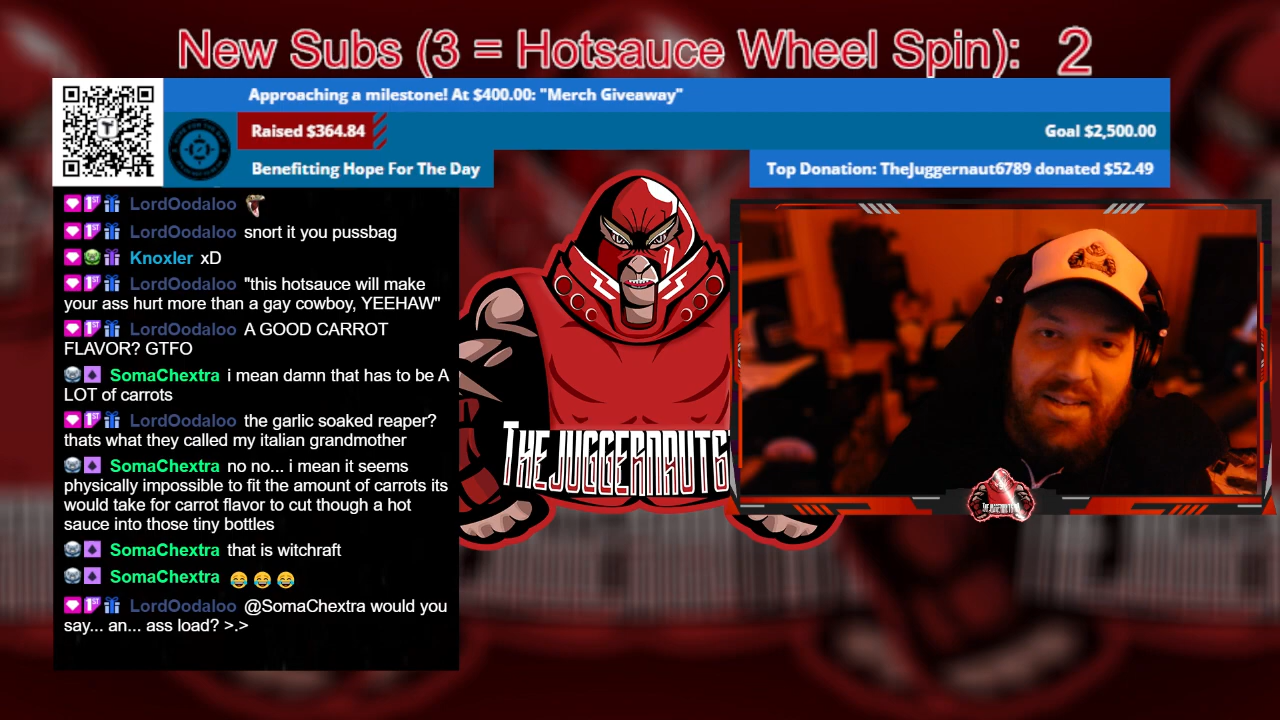 New Subs (3 = Hotsauce Wheel Spin): 2
Approaching a milestone! At $400.00: "Merch Giveaway"
Raised $364.84
Goal $2,500.00
Benefitting Hope For The Day
Top Donation: TheJuggernaut6789 donated $52.49
LordOodaloo
LordOodaloo snort it you pussbag
Knoxler xD
LordOodaloo "this hotsauce will make
your ass hurt more than a gay cowboy, YEEHAW"
LordOodaloo A GOOD CARROT
FLAVOR? GTFO
SomaChextra i mean damn that has to be A
LOT of carrots
LordOodaloo the garlic soaked reaper?
thats what they called my italian grandmother
SomaChextra no no... i mean it seems
physically impossible to fit the amount of carrots its
would take for carrot flavor to cut though a hot
sauce into those tiny bottles
SomaChextra that is witchraft
SomaChextra 😂 😂 😂
LordOodaloo @SomaChextra would you
say... an... ass load? >.>
THEJUGGERNAUT6